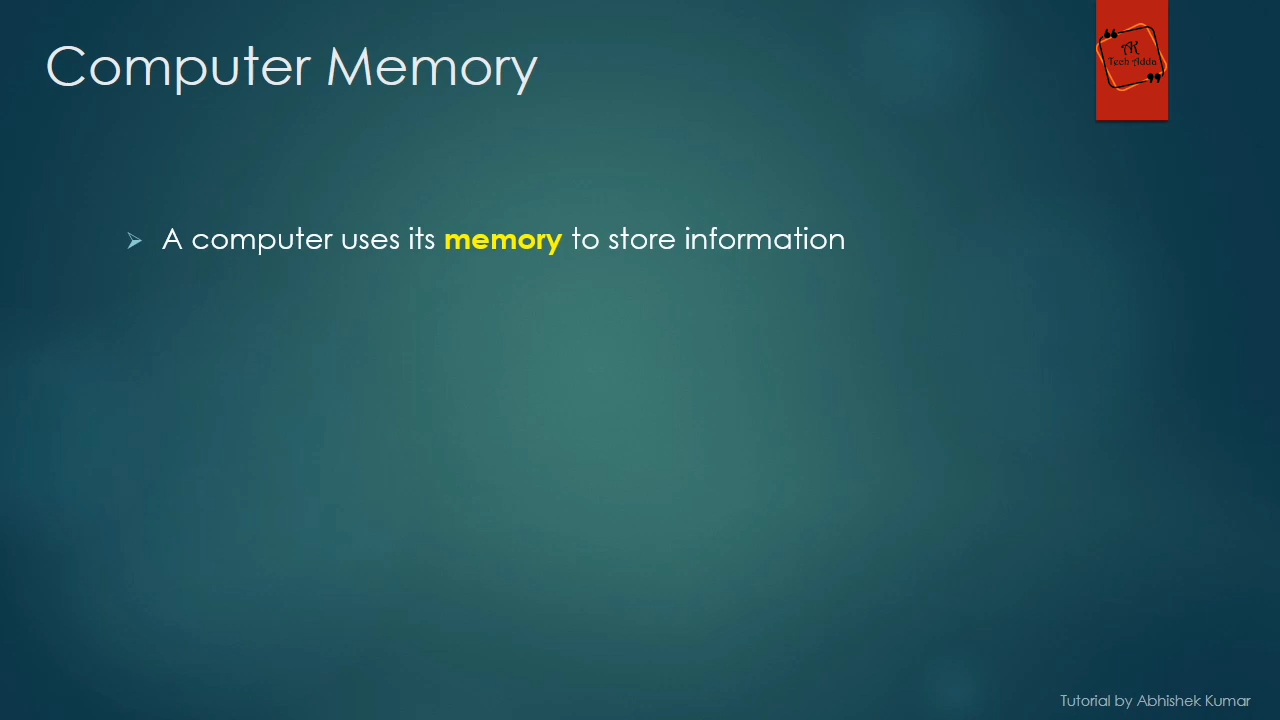 Computer Memory
AK
Tech Adda
A computer uses its memory to store information
Tutorial by Abhishek Kumar